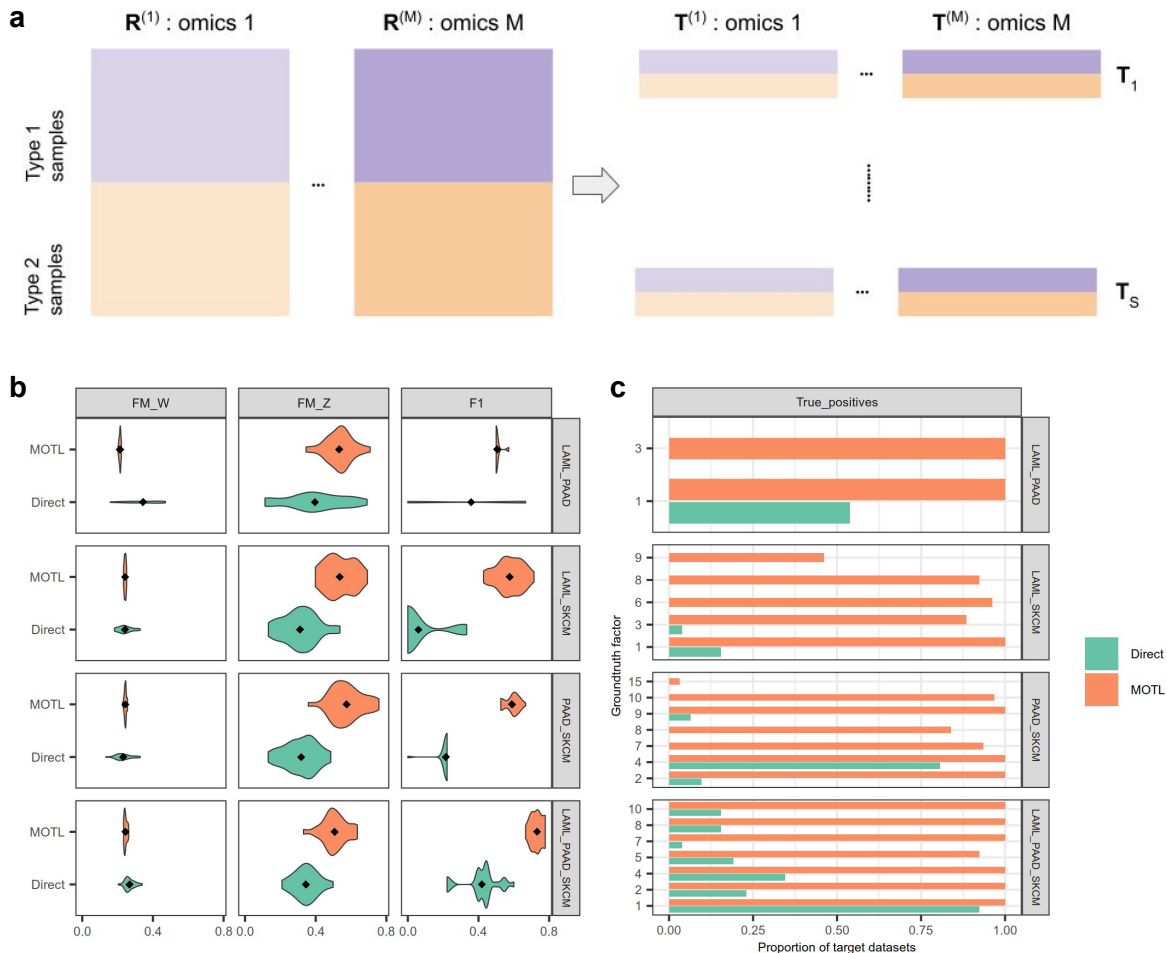 a
R(1) : omics 1
R(M) : omics M
T(1) : omics 1
T(M) : omics M
Type 1 samples
Type 2 samples
...
...
...
T1
TS
b
FM_W
FM_Z
F1
MOTL
Direct
LAML_PAAD
MOTL
Direct
LAML_SKCM
MOTL
Direct
PAAD_SKCM
MOTL
Direct
LAML_PAAD_SKCM
0.0 0.4 0.8
0.0 0.4 0.8
0.0 0.4 0.8
c
True_positives
Groundtruth factor
3
1
LAML_PAAD
9
8
6
3
1
LAML_SKCM
15
10
9
8
7
4
2
PAAD_SKCM
10
8
7
5
4
2
1
LAML_PAAD_SKCM
0.00 0.25 0.50 0.75 1.00
Proportion of target datasets
Direct
MOTL